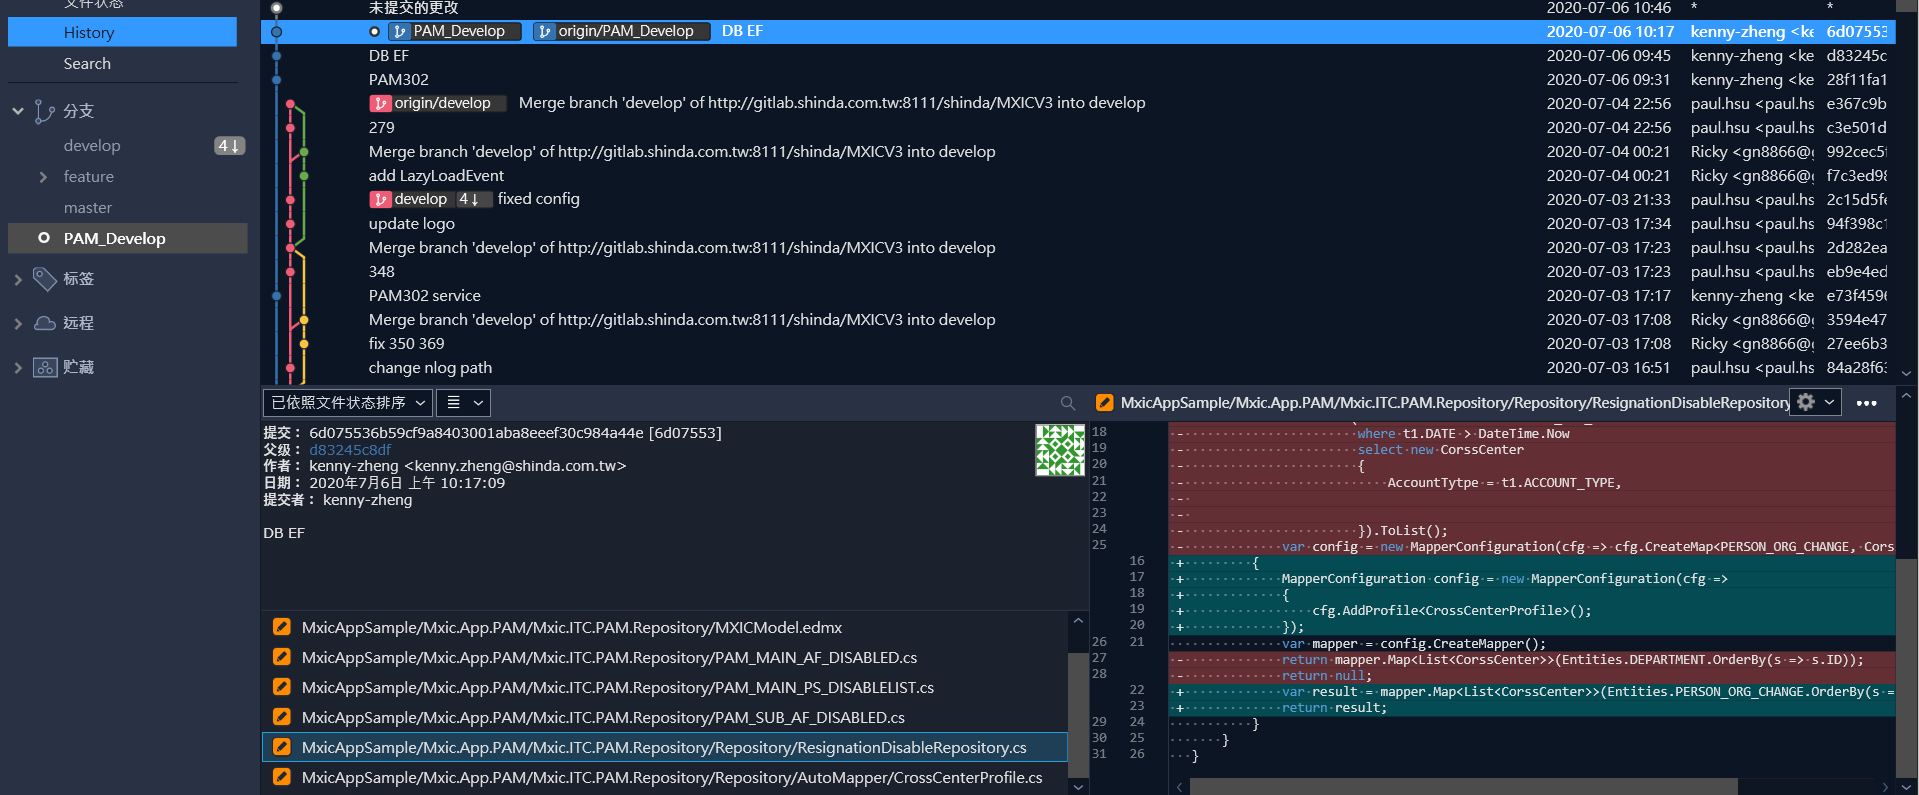 文件状态
History
Search
分支
develop 4↓
feature
master
PAM_Develop
标签
远程
贮藏
未提交的更改 2020-07-06 10:46 * *
PAM_Develop origin/PAM_Develop DB EF 2020-07-06 10:17 kenny-zheng <ke 6d07553
DB EF 2020-07-06 09:45 kenny-zheng <ke d83245c
PAM302 2020-07-06 09:31 kenny-zheng <ke 28f11fa1
origin/develop Merge branch 'develop' of http://gitlab.shinda.com.tw:8111/shinda/MXICV3 into develop 2020-07-04 22:56 paul.hsu <paul.hs e367c9b
279 2020-07-04 22:56 paul.hsu <paul.hs c3e501d
Merge branch 'develop' of http://gitlab.shinda.com.tw:8111/shinda/MXICV3 into develop 2020-07-04 00:21 Ricky <gn8866@g 992cec5f
add LazyLoadEvent 2020-07-04 00:21 Ricky <gn8866@g f7c3ed98
develop 4↓ fixed config 2020-07-03 21:33 paul.hsu <paul.hs 2c15d5fe
update logo 2020-07-03 17:34 paul.hsu <paul.hs 94f398c1
Merge branch 'develop' of http://gitlab.shinda.com.tw:8111/shinda/MXICV3 into develop 2020-07-03 17:23 paul.hsu <paul.hs 2d282ea
348 2020-07-03 17:23 paul.hsu <paul.hs eb9e4ed
PAM302 service 2020-07-03 17:17 kenny-zheng <ke e73f4596
Merge branch 'develop' of http://gitlab.shinda.com.tw:8111/shinda/MXICV3 into develop 2020-07-03 17:08 Ricky <gn8866@g 3594e47
fix 350 369 2020-07-03 17:08 Ricky <gn8866@g 27ee6b3
change nlog path 2020-07-03 16:51 paul.hsu <paul.hs 84a28f63
已依照文件状态排序
提交： 6d075536b59cf9a8403001aba8eeef30c984a44e [6d07553]
父级： d83245c8df
作者： kenny-zheng <kenny.zheng@shinda.com.tw>
日期： 2020年7月6日 上午 10:17:09
提交者： kenny-zheng
DB EF
MxicAppSample/Mxic.App.PAM/Mxic.ITC.PAM.Repository/MXICModel.edmx
MxicAppSample/Mxic.App.PAM/Mxic.ITC.PAM.Repository/PAM_MAIN_AF_DISABLED.cs
MxicAppSample/Mxic.App.PAM/Mxic.ITC.PAM.Repository/PAM_MAIN_PS_DISABLELIST.cs
MxicAppSample/Mxic.App.PAM/Mxic.ITC.PAM.Repository/PAM_SUB_AF_DISABLED.cs
MxicAppSample/Mxic.App.PAM/Mxic.ITC.PAM.Repository/Repository/ResignationDisableRepository.cs
MxicAppSample/Mxic.App.PAM/Mxic.ITC.PAM.Repository/Repository/AutoMapper/CrossCenterProfile.cs
MxicAppSample/Mxic.App.PAM/Mxic.ITC.PAM.Repository/Repository/ResignationDisableRepository
18 - where t1.DATE > DateTime.Now
19 - select new CorssCenter
20 - {
21 - AccountTytpe = t1.ACCOUNT_TYPE,
22 -
23 -
24 - }).ToList();
25 - var config = new MapperConfiguration(cfg => cfg.CreateMap<PERSON_ORG_CHANGE, Cors
16 + {
17 + MapperConfiguration config = new MapperConfiguration(cfg =>
18 + {
19 + cfg.AddProfile<CrossCenterProfile>();
20 + });
26 21 var mapper = config.CreateMapper();
27 - return mapper.Map<List<CorssCenter>>(Entities.DEPARTMENT.OrderBy(s => s.ID));
28 - return null;
22 + var result = mapper.Map<List<CorssCenter>>(Entities.PERSON_ORG_CHANGE.OrderBy(s =
23 + return result;
29 24 }
30 25 }
31 26 }